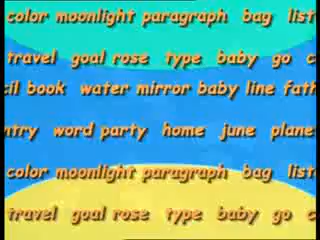 color moonlight paragraph bag
travel goal rose type baby go
book water mirror baby line
word party home june
color moonlight paragraph bag
travel goal rose type baby go